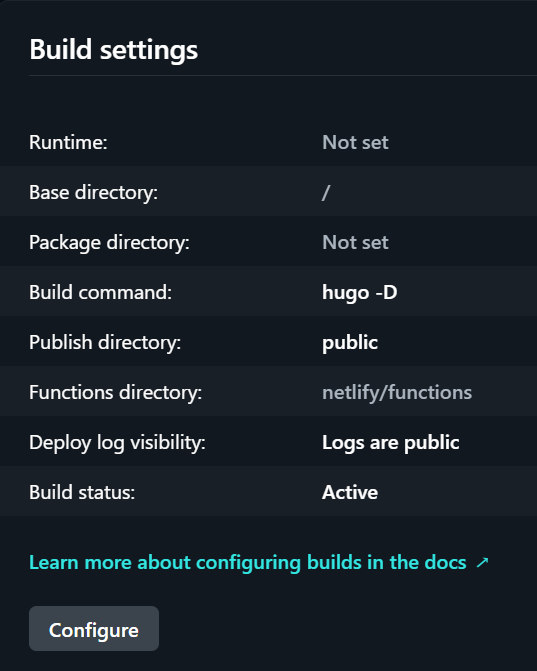 Build settings
Runtime: Not set
Base directory: /
Package directory: Not set
Build command: hugo -D
Publish directory: public
Functions directory: netlify/functions
Deploy log visibility: Logs are public
Build status: Active
Learn more about configuring builds in the docs ↗
Configure